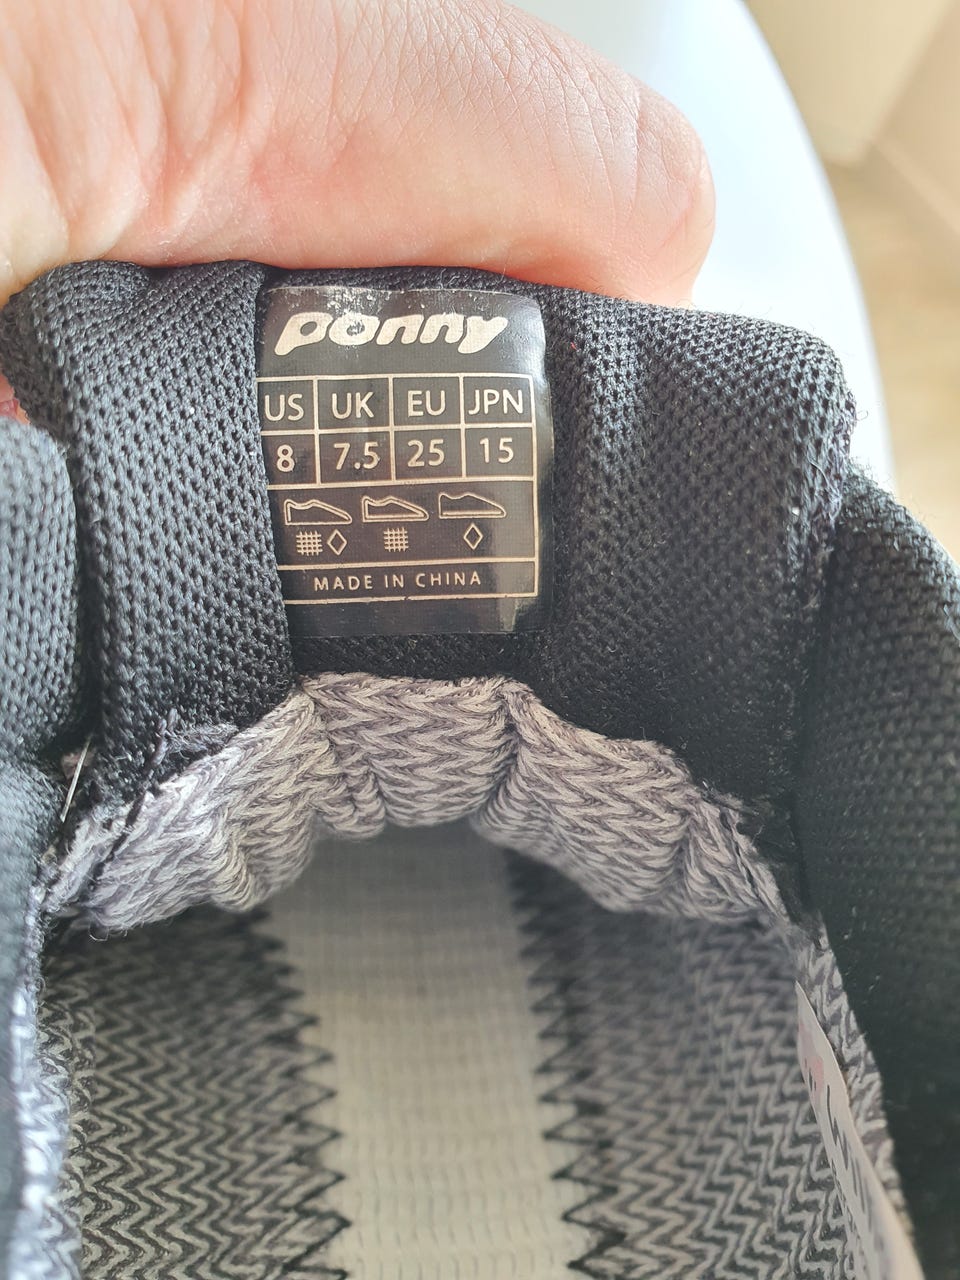 ponny
US UK EU JPN
8 7.5 25 15
MADE IN CHINA